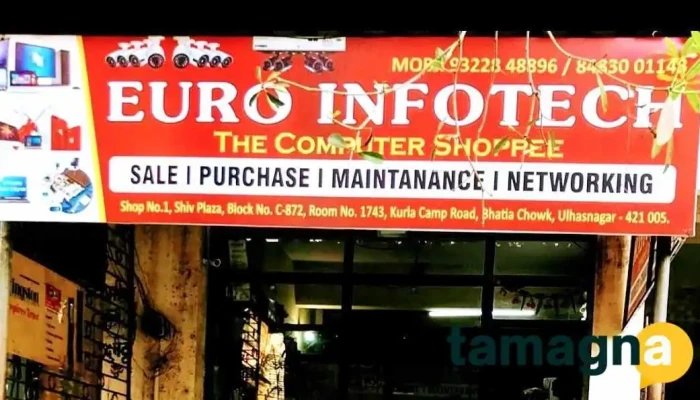 MOB: 93228 48896 / 84830 01143
EURO INFOTECH
THE COMPUTER SHOPPEE
SALE | PURCHASE | MAINTANANCE | NETWORKING
Shop No.1, Shiv Plaza, Block No. C-872, Room No. 1743, Kurla Camp Road, Bhatia Chowk, Ulhasnagar - 421 005.
tamagna